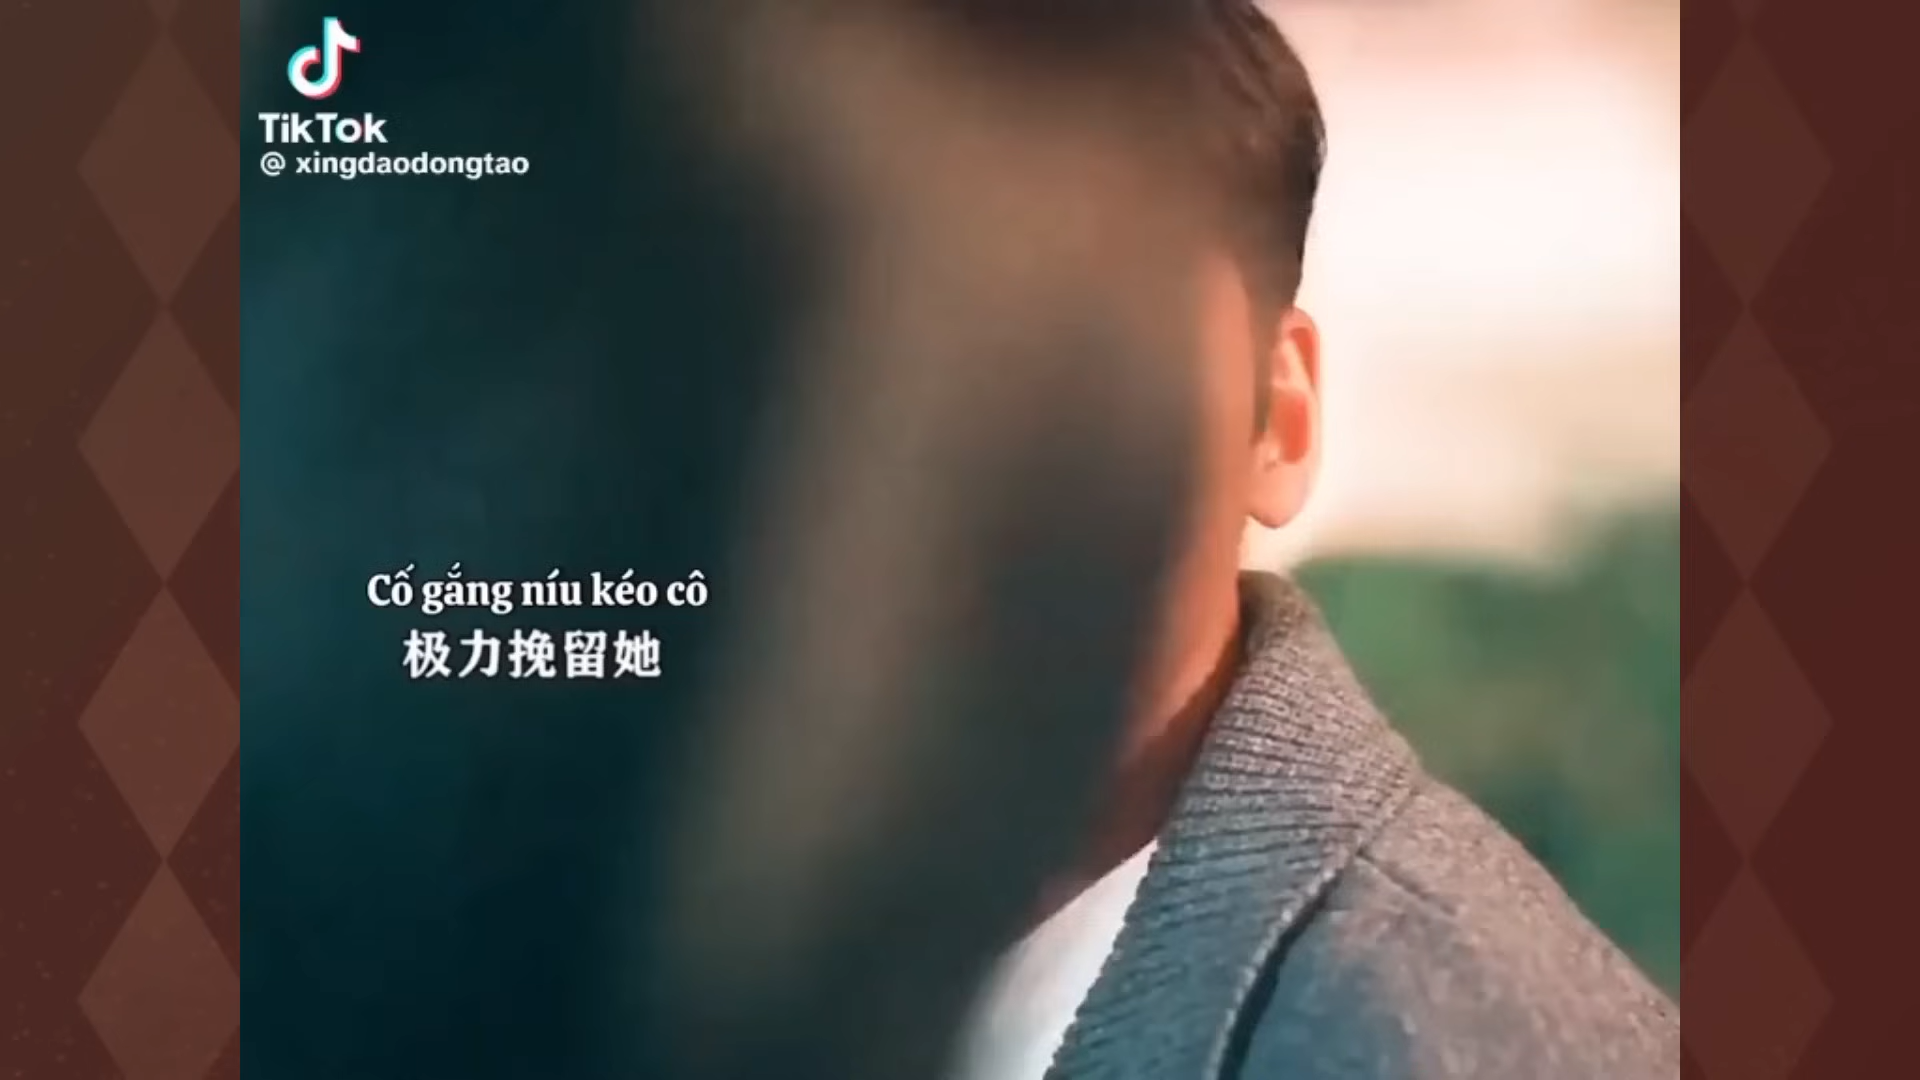 TikTok
@ xingdaodongtao
Cố gắng níu kéo cô
极力挽留她